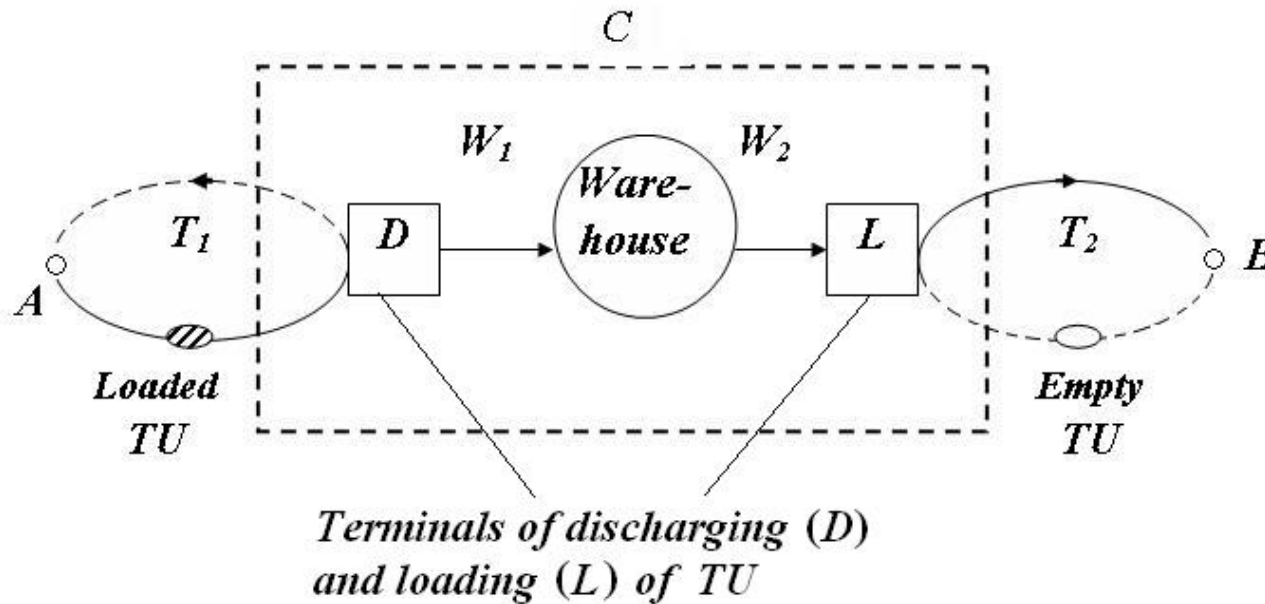 C
W1
W2
Ware-
house
T1
D
L
T2
A
B
Loaded
TU
Empty
TU
Terminals of discharging (D)
and loading (L) of TU